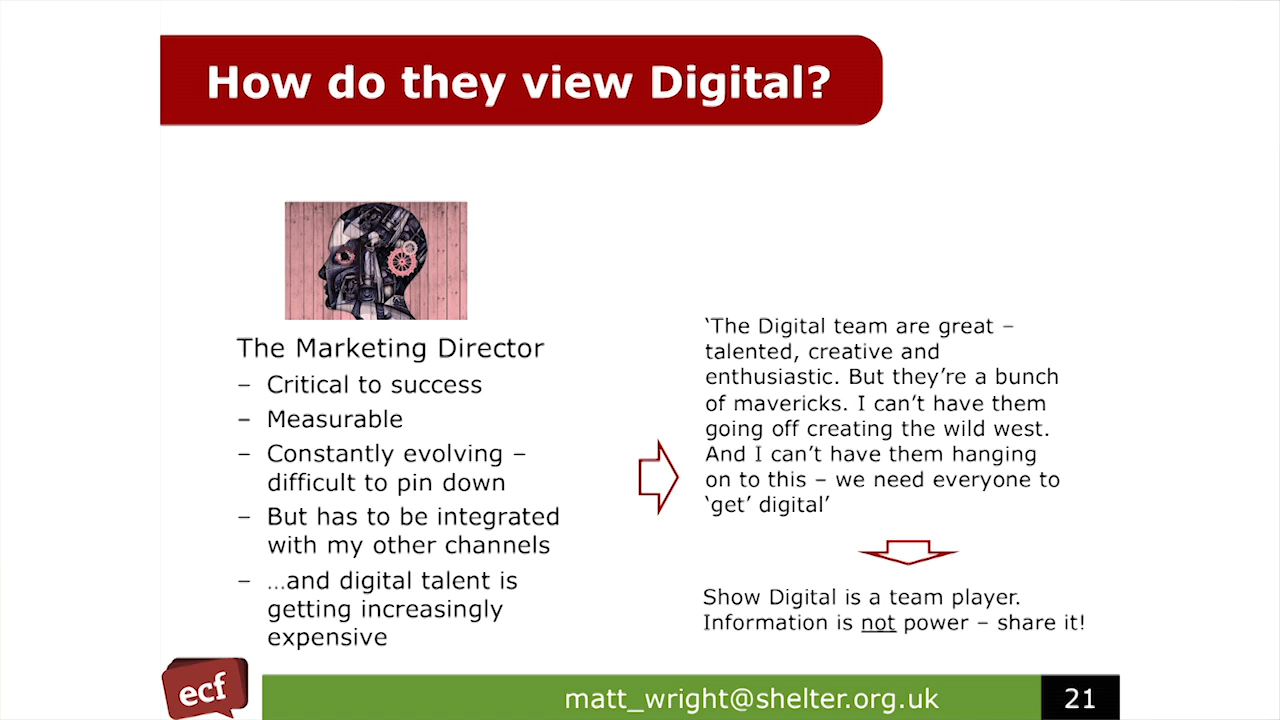 How do they view Digital?
The Marketing Director
– Critical to success
– Measurable
– Constantly evolving –
difficult to pin down
– But has to be integrated
with my other channels
– …and digital talent is
getting increasingly
expensive
‘The Digital team are great –
talented, creative and
enthusiastic. But they’re a bunch
of mavericks. I can’t have them
going off creating the wild west.
And I can’t have them hanging
on to this – we need everyone to
‘get’ digital’
Show Digital is a team player.
Information is not power – share it!
ecf
matt_wright@shelter.org.uk
21